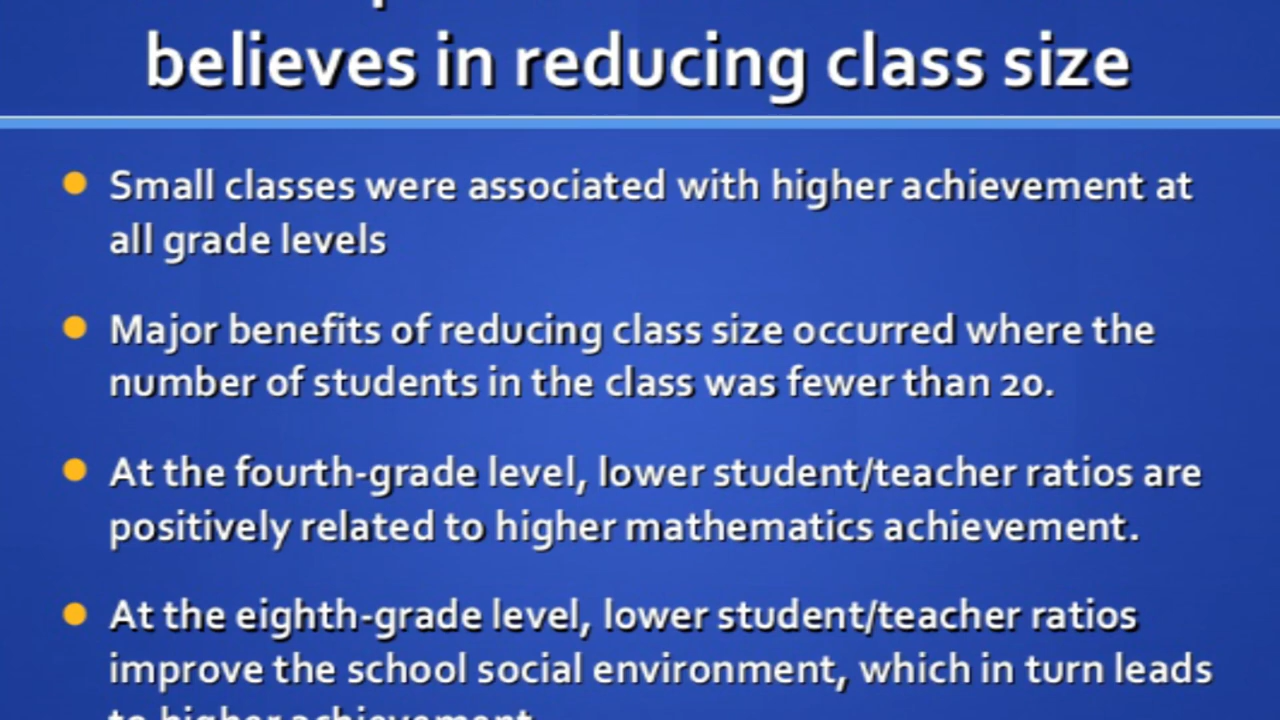 believes in reducing class size
Small classes were associated with higher achievement at
all grade levels
Major benefits of reducing class size occurred where the
number of students in the class was fewer than 20.
At the fourth-grade level, lower student/teacher ratios are
positively related to higher mathematics achievement.
At the eighth-grade level, lower student/teacher ratios
improve the school social environment, which in turn leads
to higher achievement